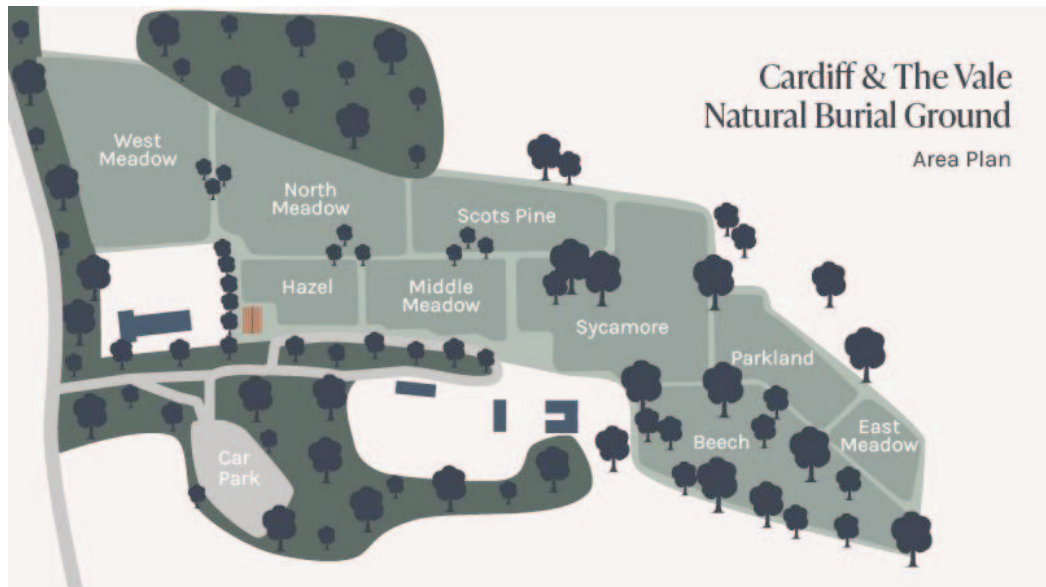 Cardiff & The Vale
Natural Burial Ground
Area Plan
West
Meadow
North
Meadow
Scots Pine
Hazel
Middle
Meadow
Sycamore
Parkland
East
Meadow
Beech
Car
Park